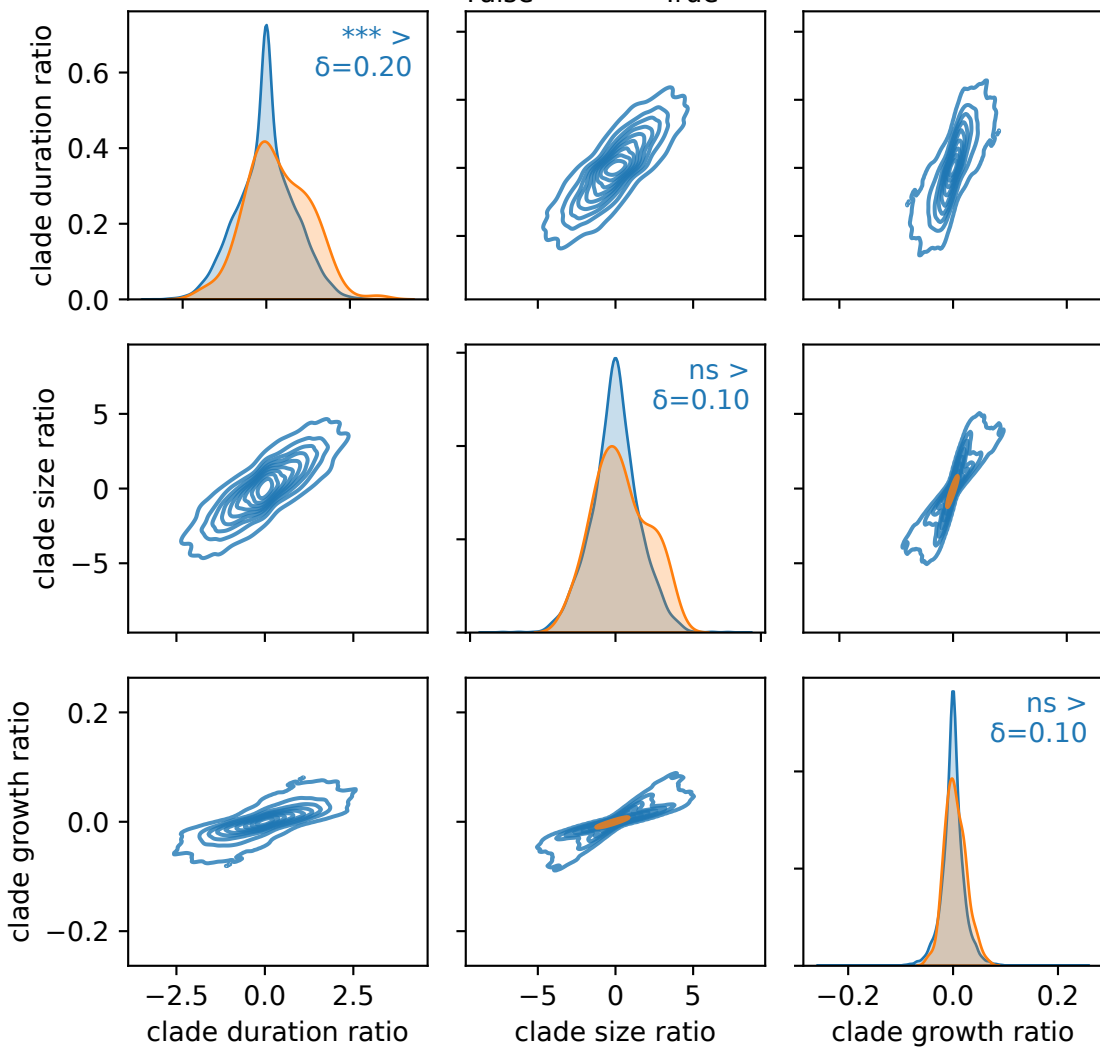 clade duration ratio
0.6
0.4
0.2
0.0
*** >
δ=0.20
clade size ratio
5
0
−5
ns >
δ=0.10
clade growth ratio
0.2
0.0
−0.2
ns >
δ=0.10
−2.5 0.0 2.5
−5 0 5
−0.2 0.0 0.2
clade duration ratio
clade size ratio
clade growth ratio